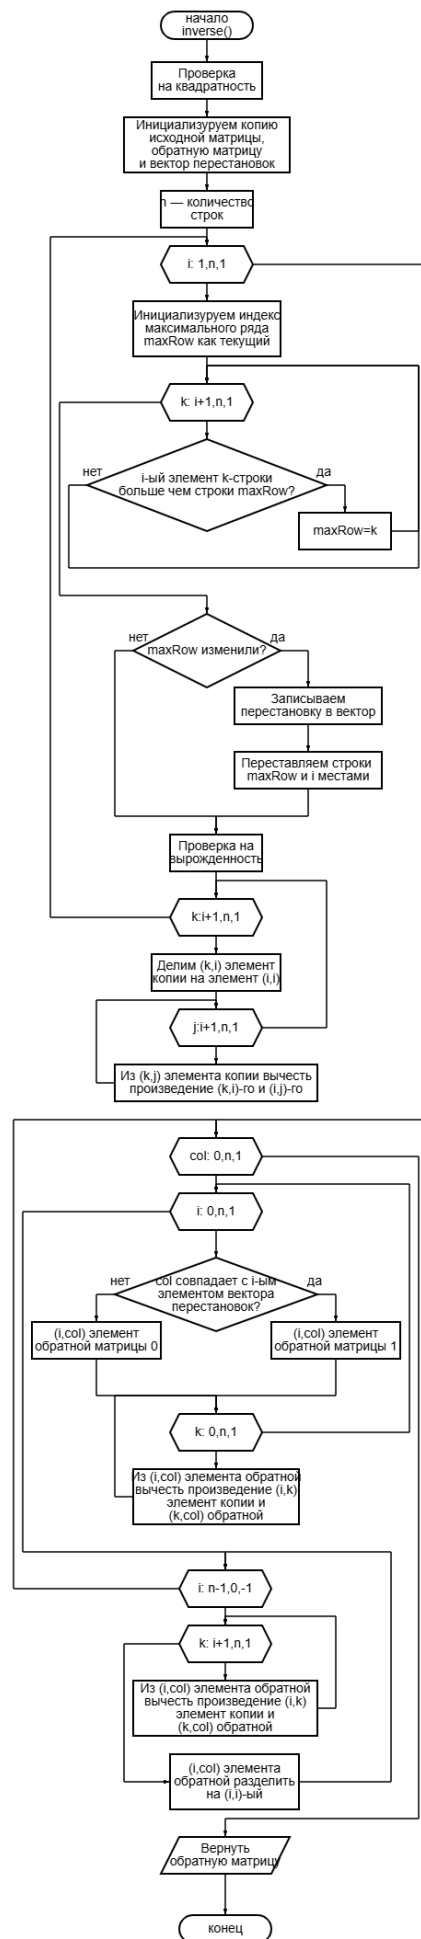 начало
inverse()
Проверка
на квадратность
Инициализуруем копию
исходной матрицы,
обратную матрицу
и вектор перестановок
n — количество
строк
i: 1,n,1
Инициализуруем индекс
максимального ряда
maxRow как текущий
k: i+1,n,1
нет
i-ый элемент k-строки
больше чем строки maxRow?
да
maxRow=k
нет
maxRow изменили?
да
Записываем
перестановку в вектор
Переставляем строки
maxRow и i местами
Проверка на
вырожденность
k:i+1,n,1
Делим (k,i) элемент
копии на элемент (i,i)
j:i+1,n,1
Из (k,j) элемента копии вычесть
произведение (k,i)-го и (i,j)-го
col: 0,n,1
i: 0,n,1
нет
col совпадает с i-ым
элементом вектора
перестановок?
да
(i,col) элемент
обратной матрицы 0
(i,col) элемент
обратной матрицы 1
k: 0,n,1
Из (i,col) элемента обратной
вычесть произведение (i,k)
элемент копии и
(k,col) обратной
i: n-1,0,-1
k: i+1,n,1
Из (i,col) элемента обратной
вычесть произведение (i,k)
элемент копии и
(k,col) обратной
(i,col) элемента
обратной разделить
на (i,i)-ый
Вернуть
обратную матрицу
конец